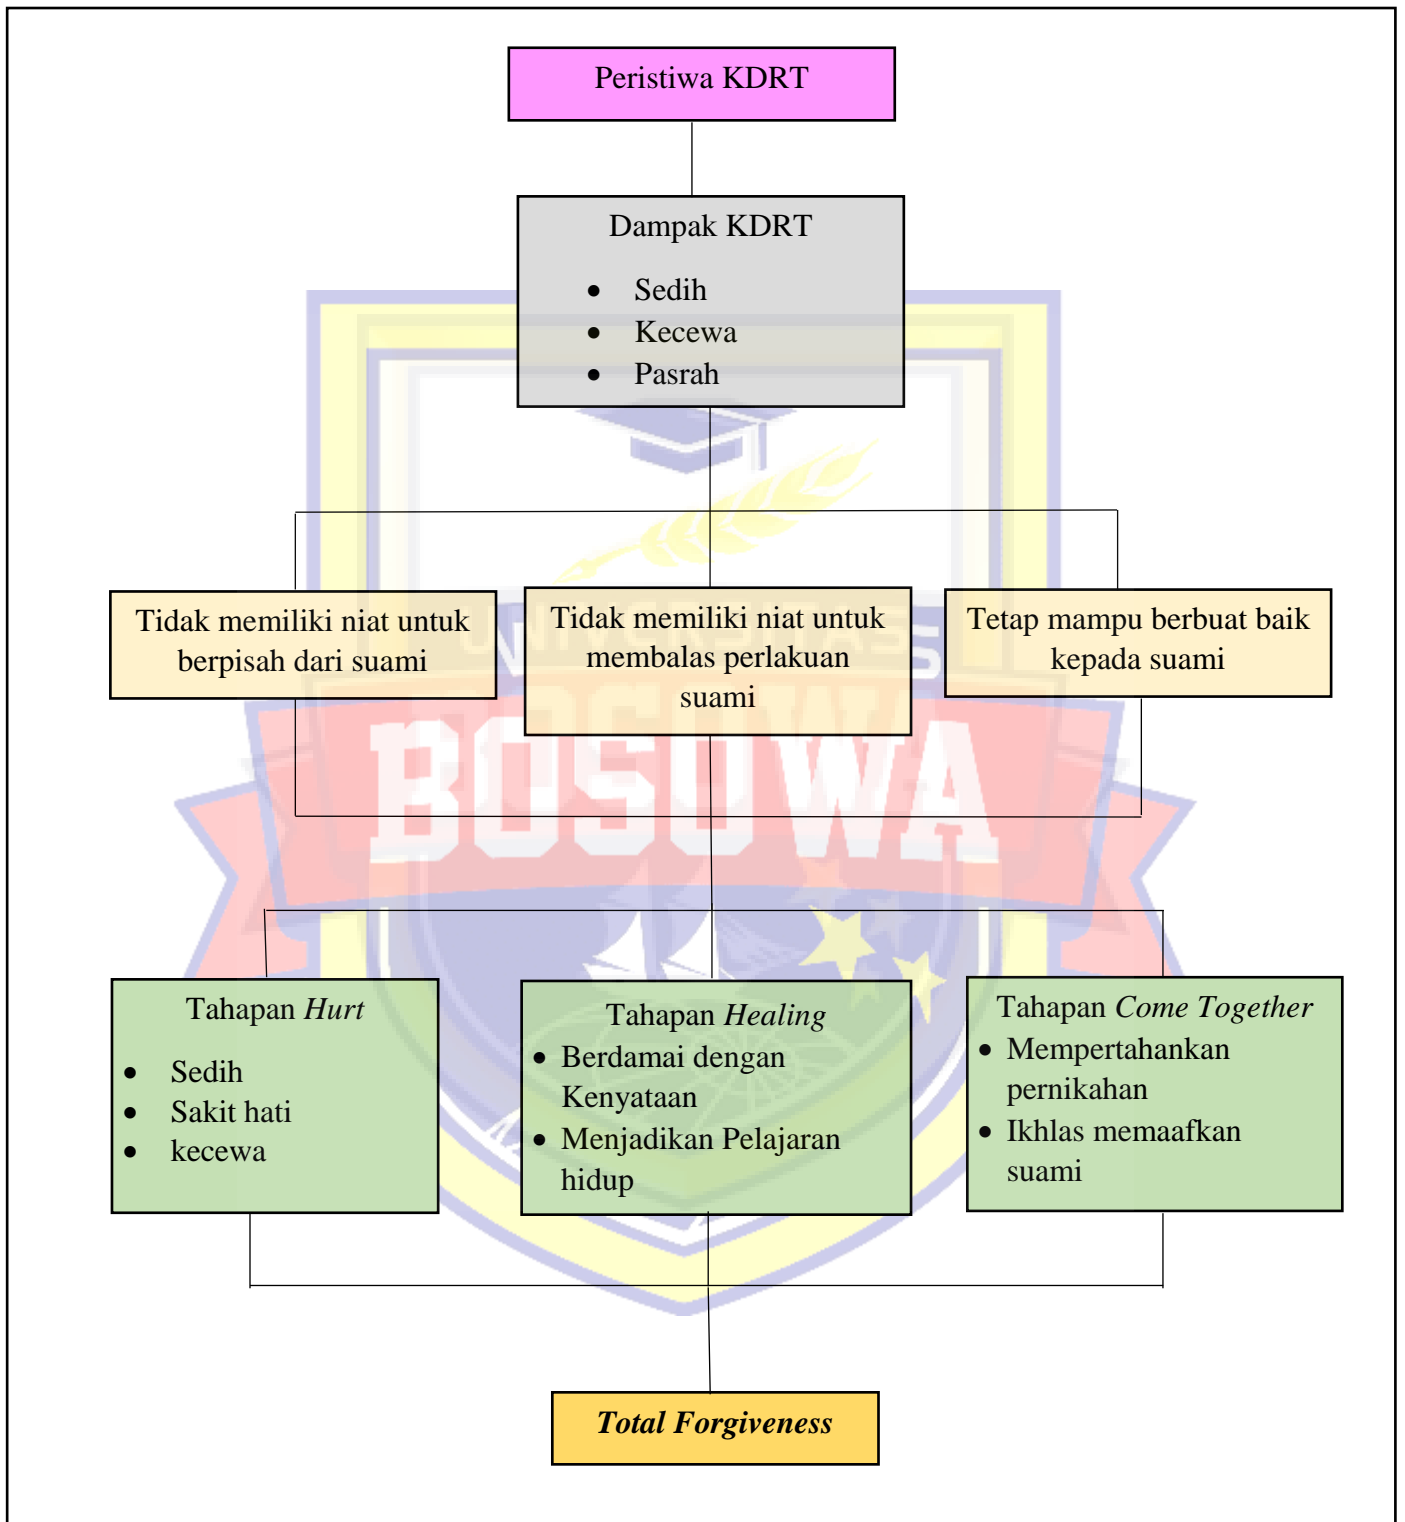 Peristiwa KDRT
Dampak KDRT
• Sedih
• Kecewa
• Pasrah
Tidak memiliki niat untuk
berpisah dari suami
Tidak memiliki niat untuk
membalas perlakuan
suami
Tetap mampu berbuat baik
kepada suami
UNIVERSITAS
BOSOWA
Tahapan Hurt
• Sedih
• Sakit hati
• kecewa
Tahapan Healing
• Berdamai dengan
Kenyataan
• Menjadikan Pelajaran
hidup
Tahapan Come Together
• Mempertahankan
pernikahan
• Ikhlas memaafkan
suami
Total Forgiveness